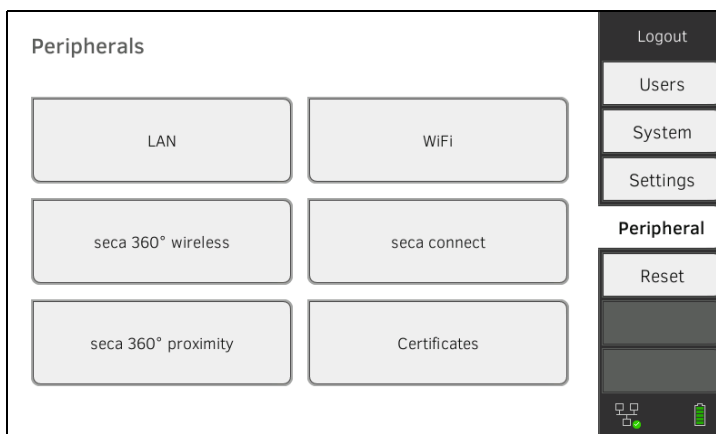 Peripherals
LAN
WiFi
seca 360° wireless
seca connect
seca 360° proximity
Certificates
Logout
Users
System
Settings
Peripheral
Reset